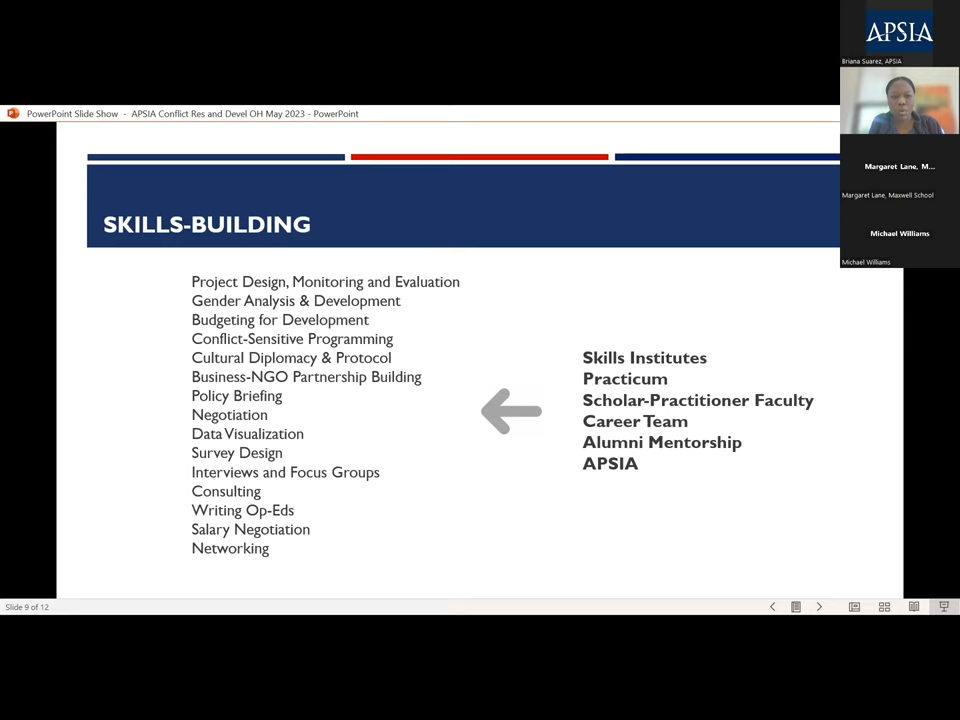 APSIA
Briana Suarez, APSIA
PowerPoint Slide Show - APSIA Conflict Res and Devel OH May 2023 - PowerPoint
Margaret Lane, M...
Margaret Lane, Maxwell School
Michael Williams
Michael Williams
SKILLS-BUILDING
Project Design, Monitoring and Evaluation
Gender Analysis & Development
Budgeting for Development
Conflict-Sensitive Programming
Cultural Diplomacy & Protocol
Business-NGO Partnership Building
Policy Briefing
Negotiation
Data Visualization
Survey Design
Interviews and Focus Groups
Consulting
Writing Op-Eds
Salary Negotiation
Networking
Skills Institutes
Practicum
Scholar-Practitioner Faculty
Career Team
Alumni Mentorship
APSIA
Slide 9 of 12